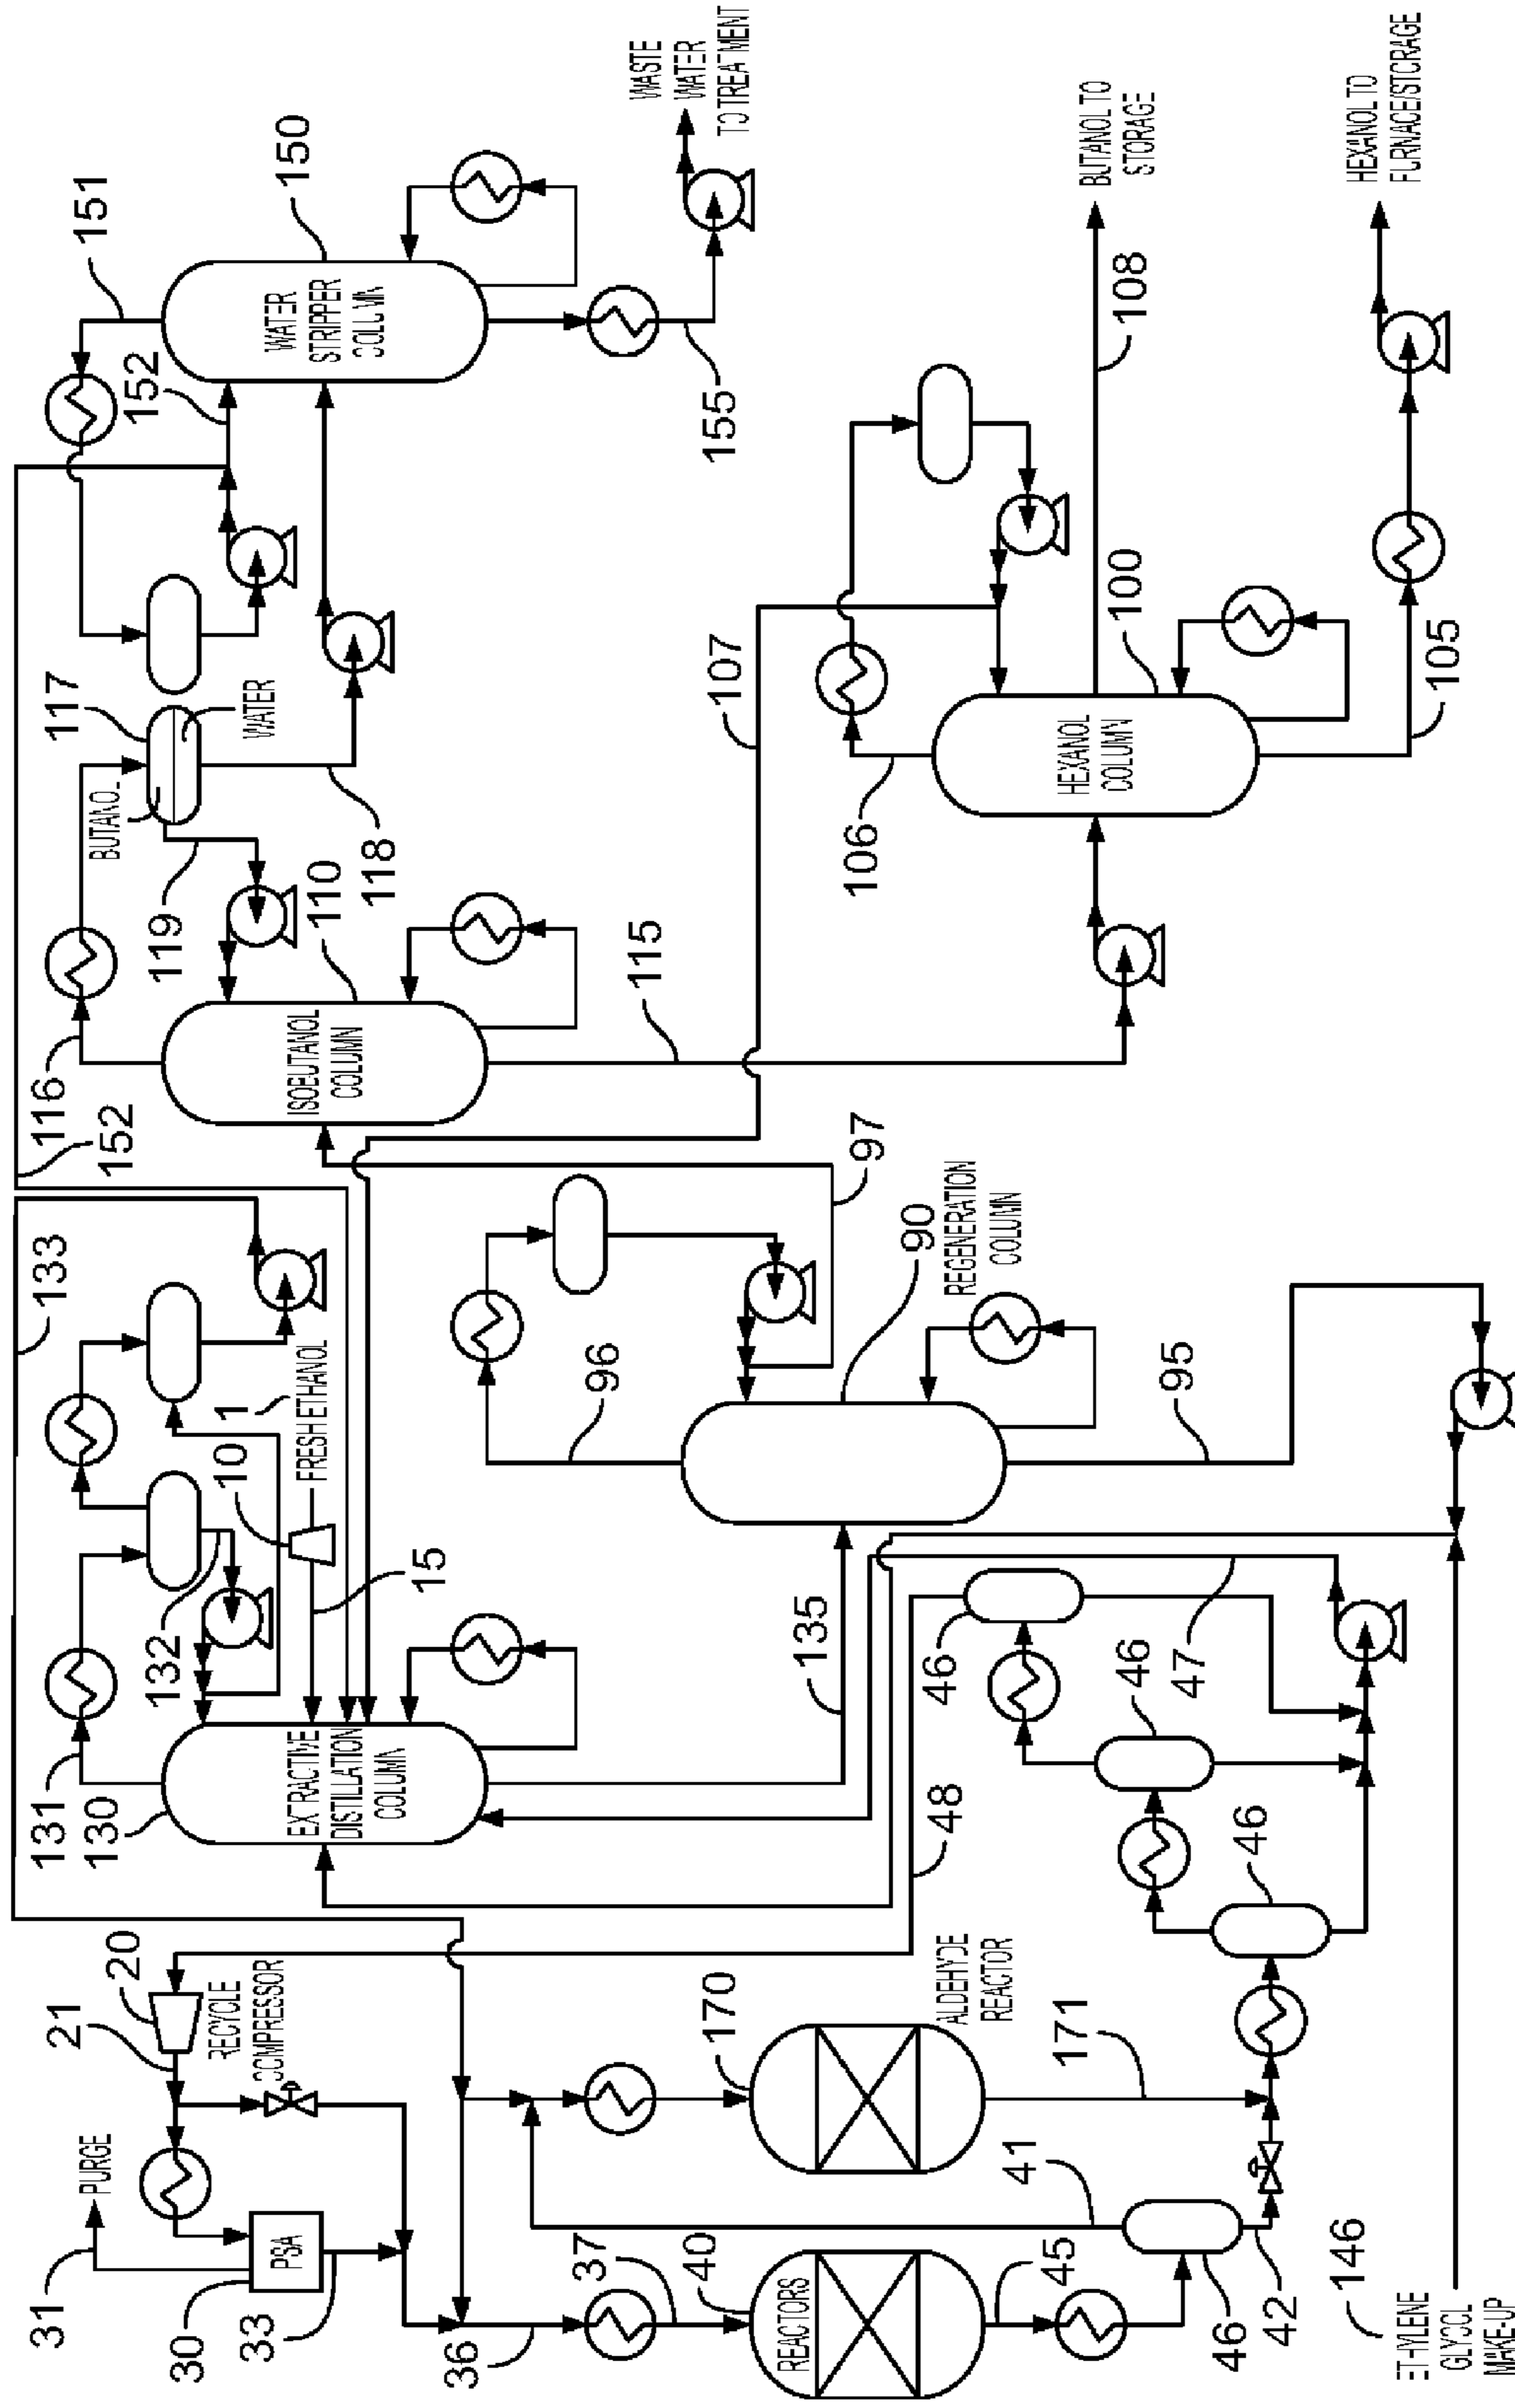 WASTE
WATER
TO TREATMENT
151
150
WATER
STRIPPER
COLUMN
152
155
117
BUTANOL
WATER
119
118
116
110
ISOBUTANOL
COLUMN
115
152
BUTANOL TO
STORAGE
108
HEXANOL TO
FURNACE/STORAGE
107
106
100
HEXANOL
COLUMN
105
133
FRESH ETHANOL
1
10
15
132
131
130
EXTRACTIVE
DISTILLATION
COLUMN
97
96
90
REGENERATION
COLUMN
95
135
46
46
46
47
48
20
21
RECYCLE
COMPRESSOR
31
PURGE
30
PSA
33
36
37
40
REACTORS
45
46
42
41
170
ALDEHYDE
REACTOR
171
146
ETHYLENE
GLYCOL
MAKE-UP